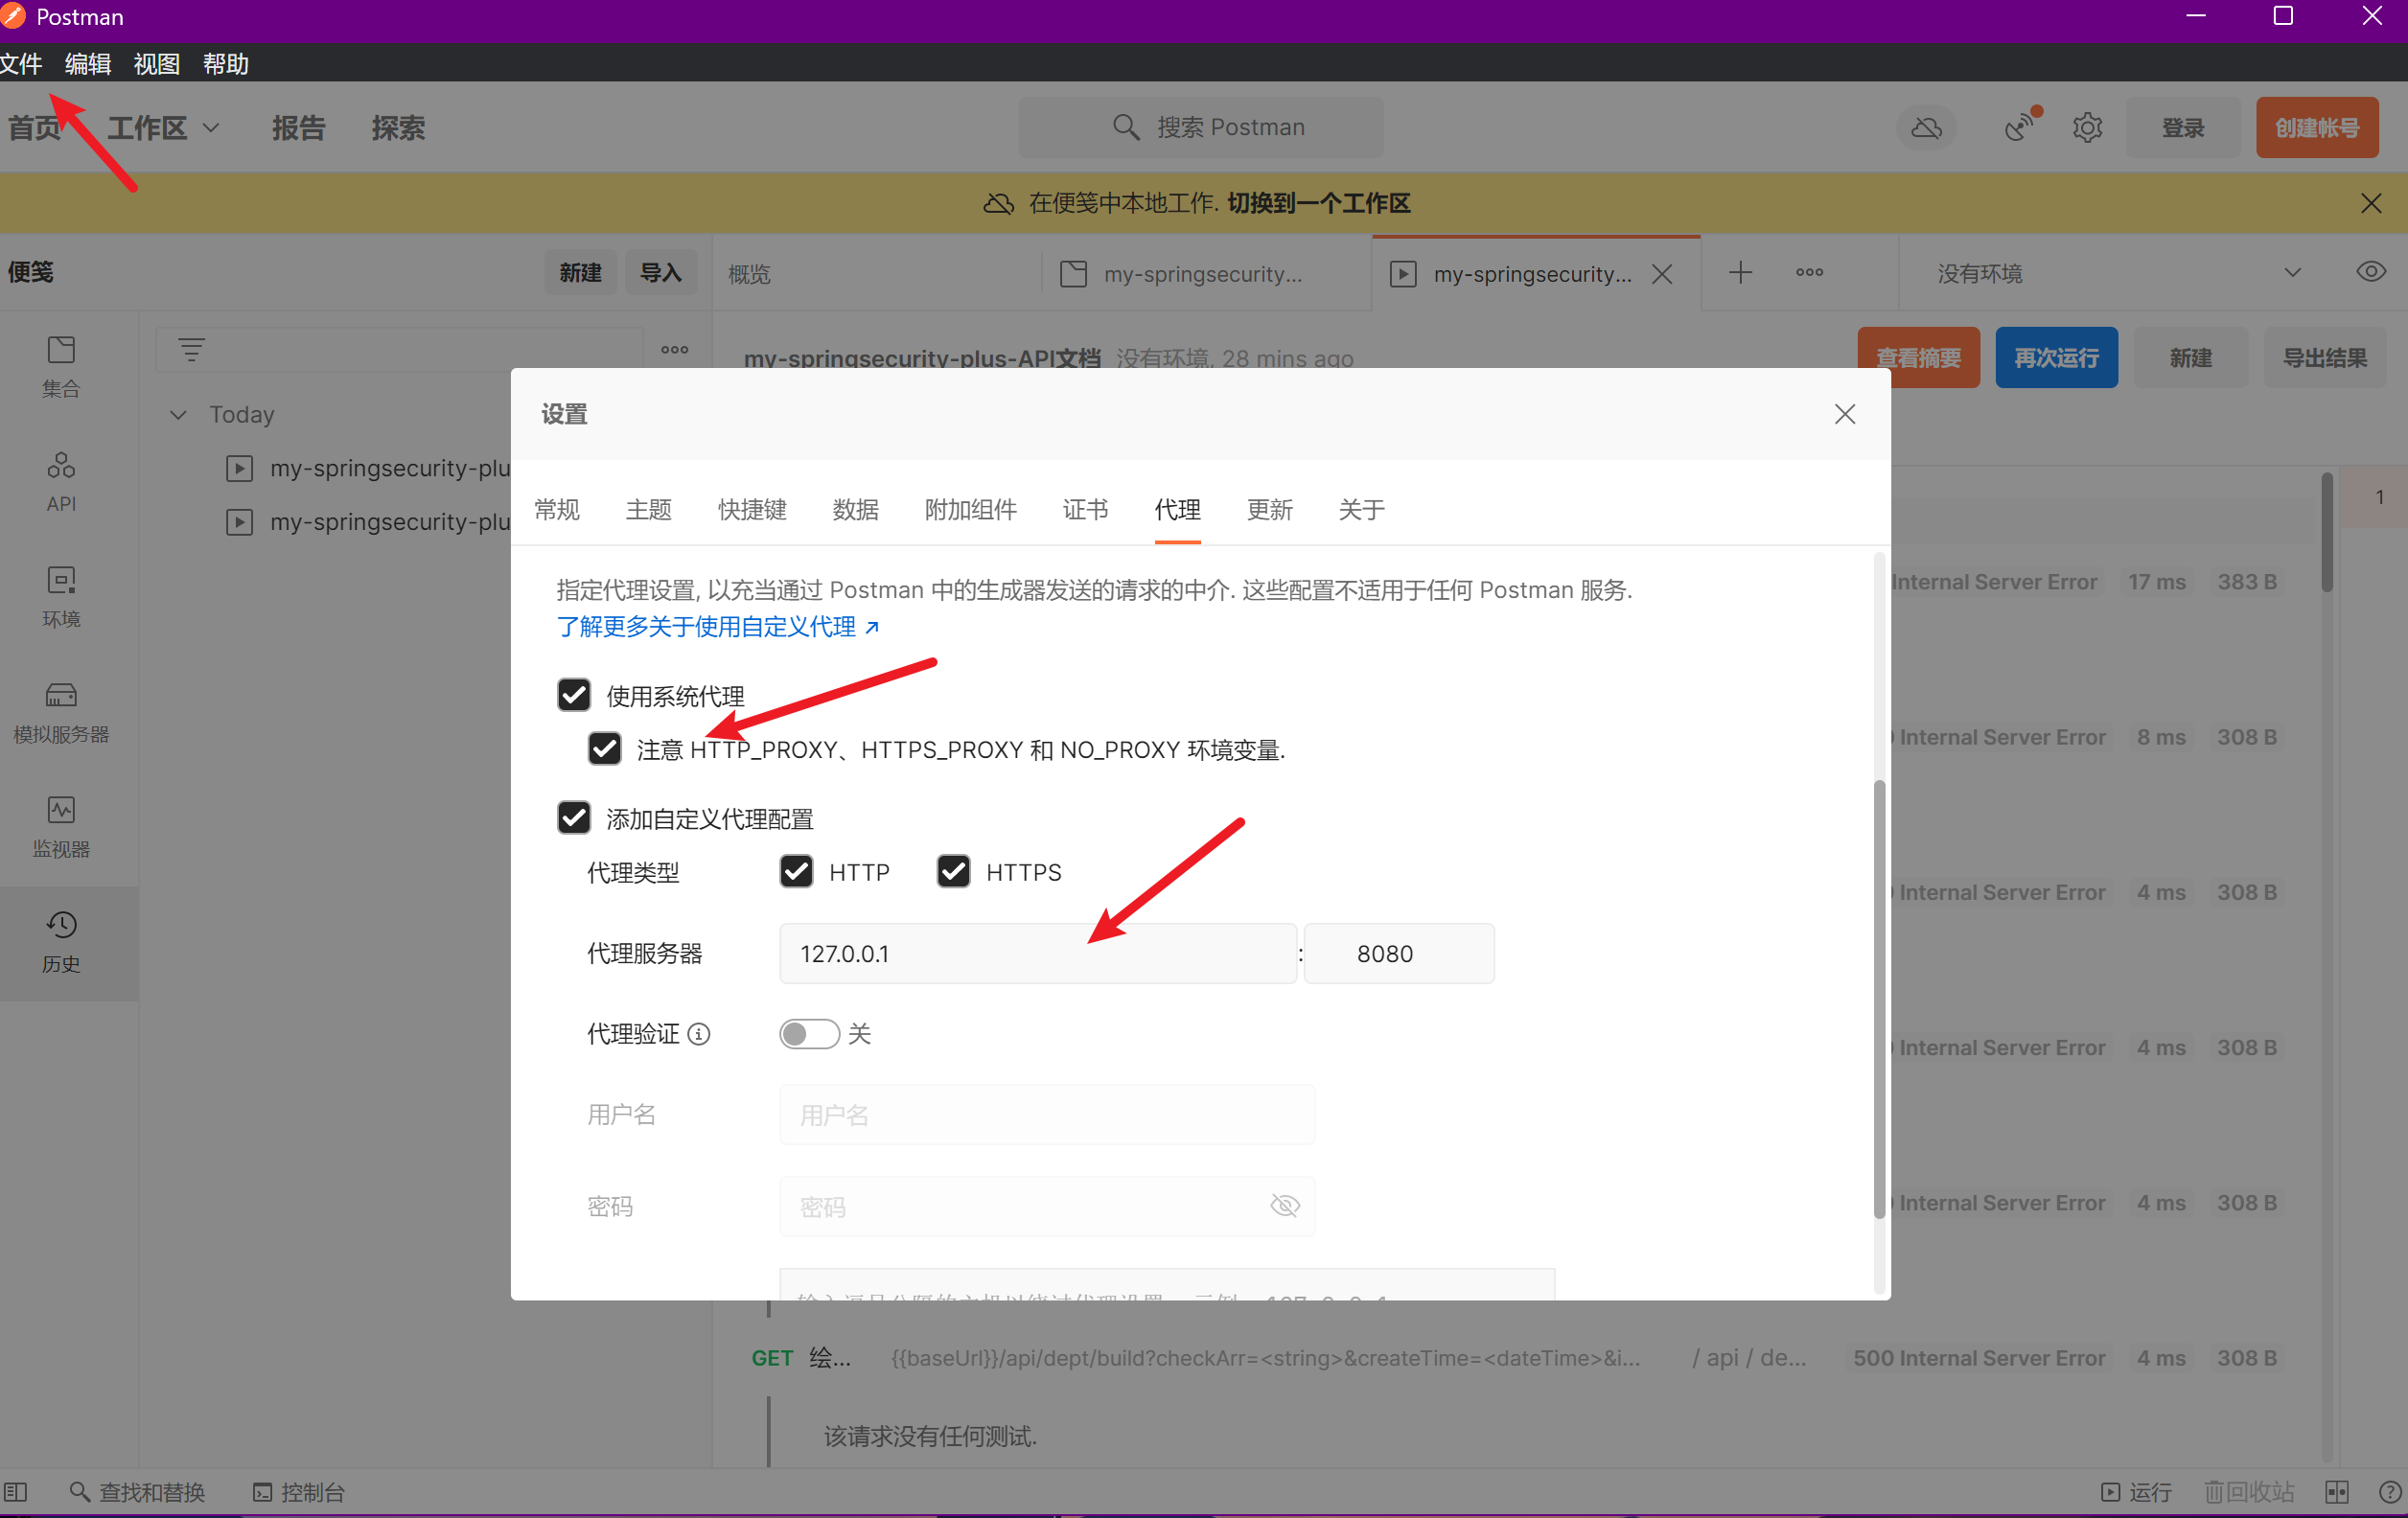 Postman
文件 编辑 视图 帮助
首页 工作区 报告 探索 搜索 Postman 登录 创建帐号
在便笺中本地工作. 切换到一个工作区
便笺 新建 导入 概览 my-springsecurity... my-springsecurity... 没有环境
my-springsecurity-plus-API文档 没有环境, 28 mins ago 查看摘要 再次运行 新建 导出结果
集合
Today
my-springsecurity-plu
API
my-springsecurity-plu
环境
模拟服务器
监视器
历史
设置
常规 主题 快捷键 数据 附加组件 证书 代理 更新 关于
指定代理设置, 以充当通过 Postman 中的生成器发送的请求的中介. 这些配置不适用于任何 Postman 服务.
了解更多关于使用自定义代理 ↗
使用系统代理
注意 HTTP_PROXY、HTTPS_PROXY 和 NO_PROXY 环境变量.
添加自定义代理配置
代理类型 HTTP HTTPS
代理服务器 127.0.0.1 : 8080
代理验证 关
用户名 用户名
密码 密码
1
Internal Server Error 17 ms 383 B
Internal Server Error 8 ms 308 B
Internal Server Error 4 ms 308 B
Internal Server Error 4 ms 308 B
Internal Server Error 4 ms 308 B
GET 绘... {{baseUrl}}/api/dept/build?checkArr=<string>&createTime=<dateTime>&i... / api / de... 500 Internal Server Error 4 ms 308 B
该请求没有任何测试.
查找和替换 控制台 运行 回收站